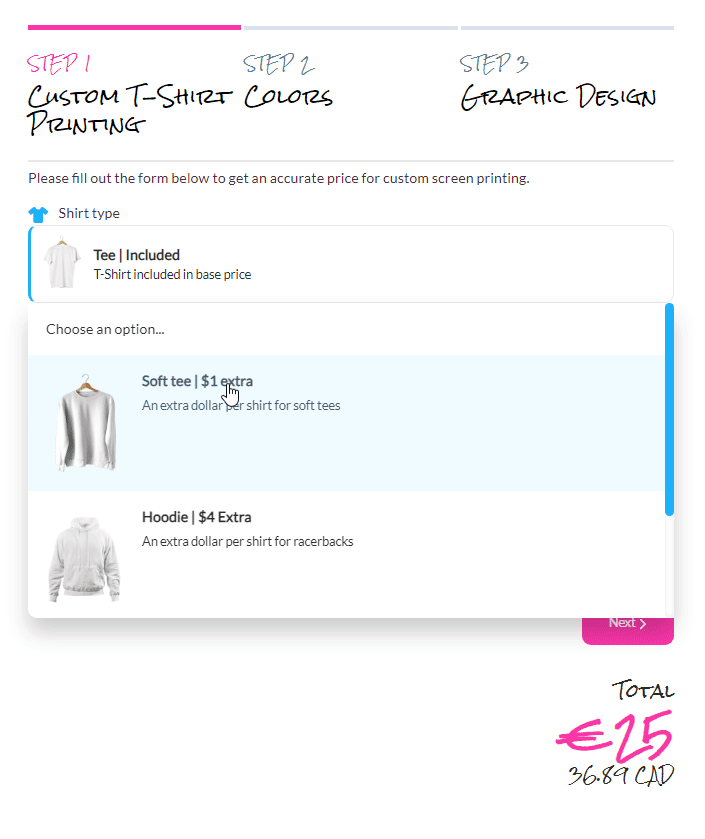 STEP 1
Custom T-Shirt
Printing
STEP 2
Colors
STEP 3
Graphic Design
Please fill out the form below to get an accurate price for custom screen printing.
Shirt type
Tee | Included
T-Shirt included in base price
Choose an option...
Soft tee | $1 extra
An extra dollar per shirt for soft tees
Hoodie | $4 Extra
An extra dollar per shirt for racerbacks
Next
Total
€25
36.89 CAD